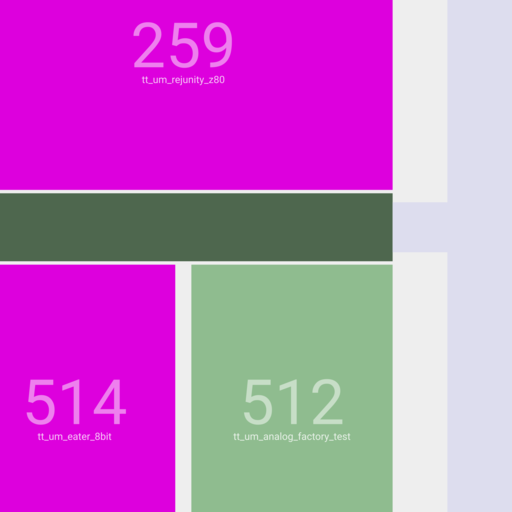 259
tt_um_rejunity_z80
514
tt_um_eater_8bit
512
tt_um_analog_factory_test